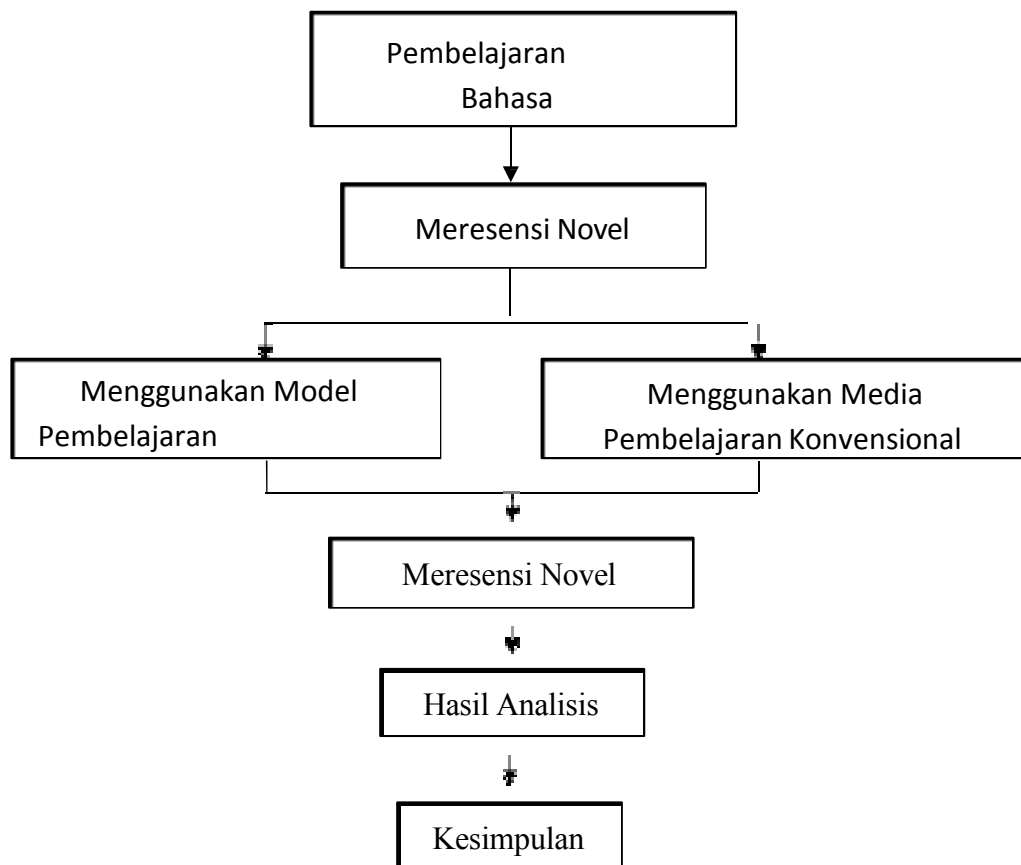 Pembelajaran
Bahasa
Meresensi Novel
Menggunakan Model
Pembelajaran
Menggunakan Media
Pembelajaran Konvensional
Meresensi Novel
Hasil Analisis
Kesimpulan